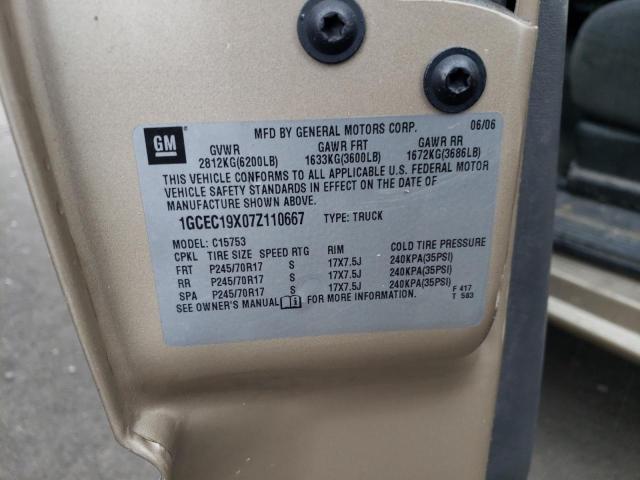 GM
MFD BY GENERAL MOTORS CORP. 06/06
GVWR GAWR FRT GAWR RR
2812KG(6200LB) 1633KG(3600LB) 1672KG(3686LB)
THIS VEHICLE CONFORMS TO ALL APPLICABLE U.S. FEDERAL MOTOR
VEHICLE SAFETY STANDARDS IN EFFECT ON THE DATE OF
MANUFACTURE SHOWN ABOVE.
1GCEC19X07Z110667 TYPE: TRUCK
MODEL: C15753
CPKL TIRE SIZE SPEED RTG RIM COLD TIRE PRESSURE
FRT P245/70R17 S 17X7.5J 240KPA(35PSI)
RR P245/70R17 S 17X7.5J 240KPA(35PSI)
SPA P245/70R17 S 17X7.5J 240KPA(35PSI)
SEE OWNER'S MANUAL FOR MORE INFORMATION.
F 417
T 583